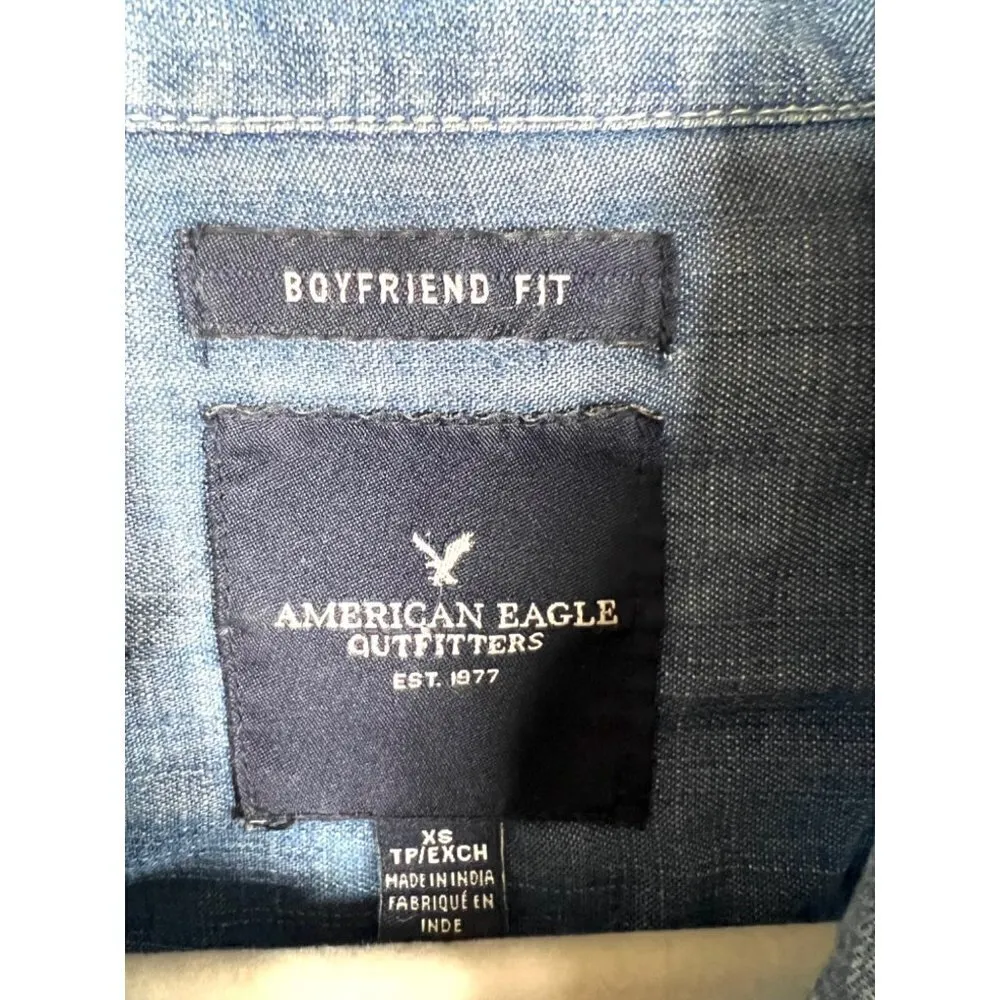 BOYFRIEND FIT
AMERICAN EAGLE
OUTFITTERS
EST. 1977
XS
TP/EXCH
MADE IN INDIA
FABRIQUÉ EN
INDE